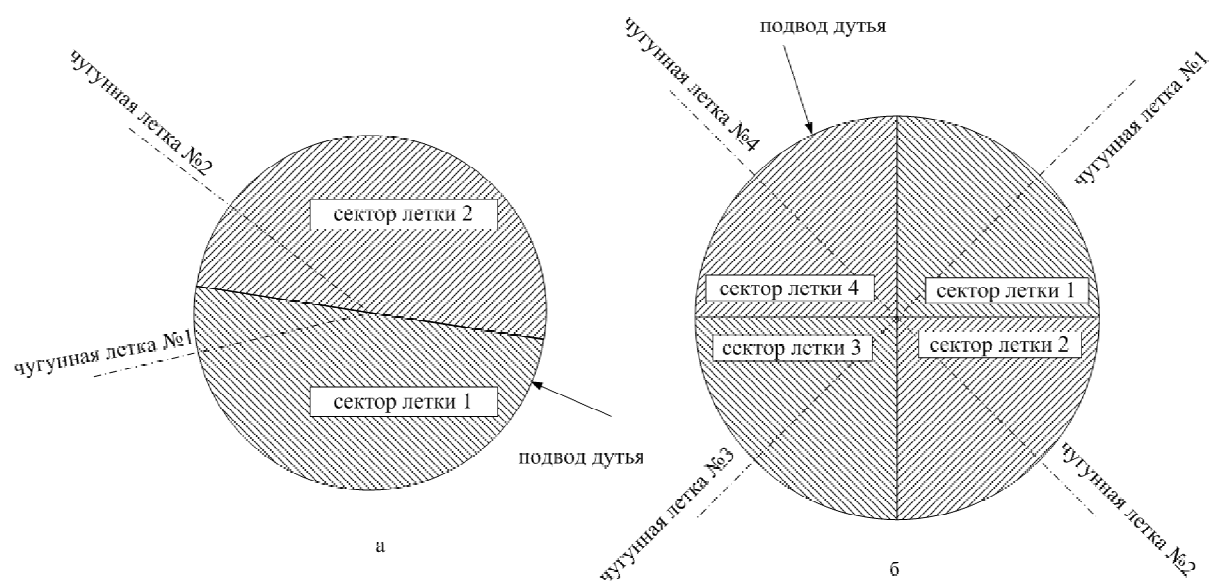 чугунная летка №2
сектор летки 2
чугунная летка №1
сектор летки 1
подвод дутья
а
подвод дутья
чугунная летка №4
чугунная летка №1
сектор летки 4
сектор летки 1
сектор летки 3
сектор летки 2
чугунная летка №3
чугунная летка №2
б